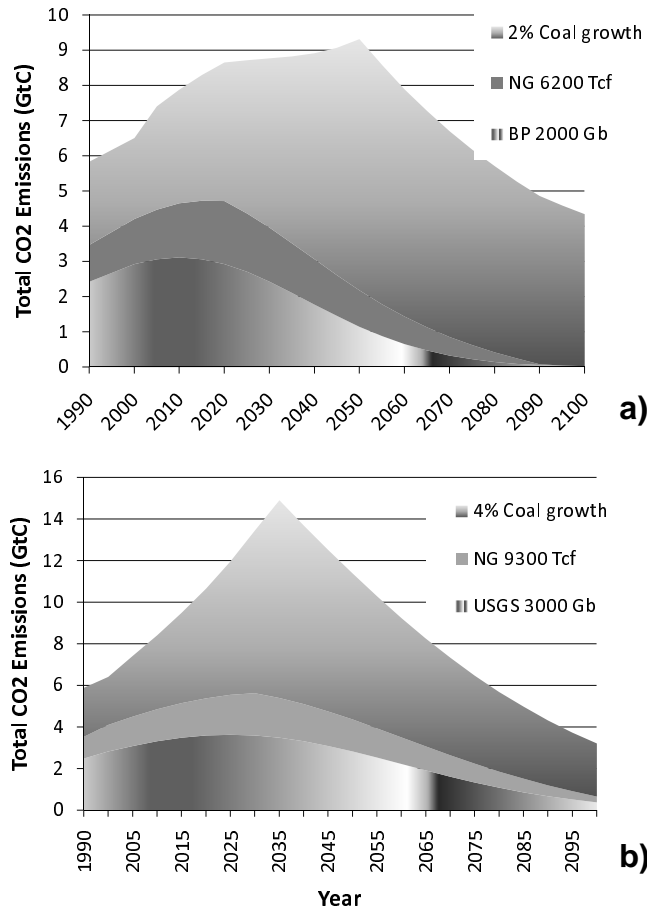 Total CO2 Emissions (GtC)
10
9
8
7
6
5
4
3
2
1
0
2% Coal growth
NG 6200 Tcf
BP 2000 Gb
1990 2000 2010 2020 2030 2040 2050 2060 2070 2080 2090 2100
a)
Total CO2 Emissions (GtC)
16
14
12
10
8
6
4
2
0
4% Coal growth
NG 9300 Tcf
USGS 3000 Gb
1990 2005 2015 2025 2035 2045 2055 2065 2075 2085 2095
b)
Year